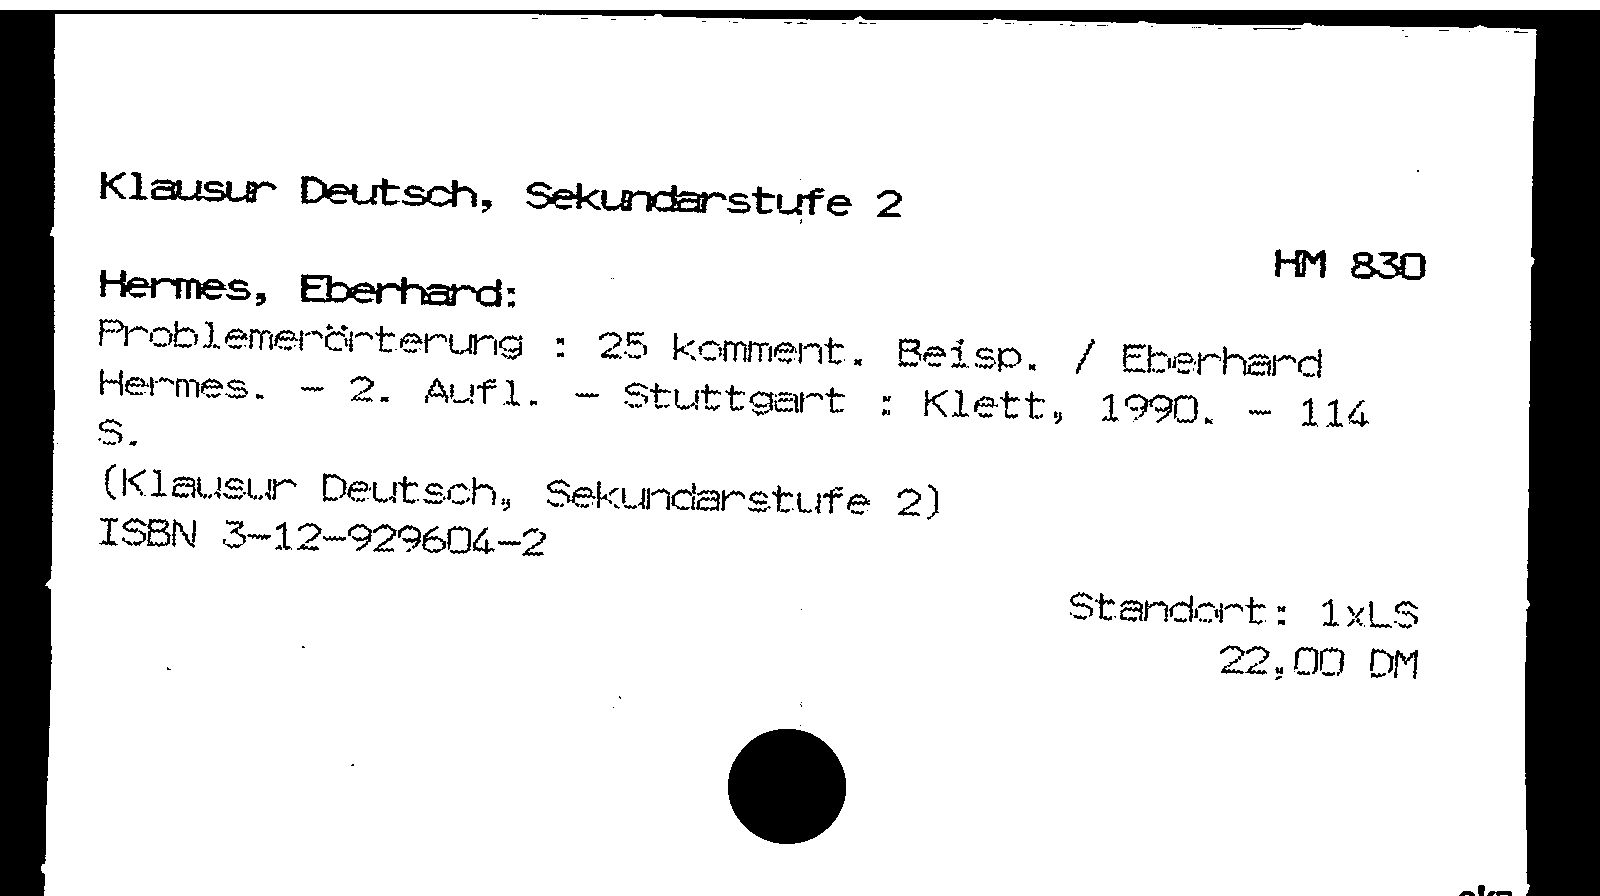 Klausur Deutsch, Sekundarstufe 2
HM 830
Hermes, Eberhard:
Problemerörterung : 25 komment. Beisp. / Eberhard
Hermes. - 2. Aufl. - Stuttgart : Klett, 1990. - 114
S.
(Klausur Deutsch, Sekundarstufe 2)
ISBN 3-12-929604-2
Standort: 1xLS
22,00 DM